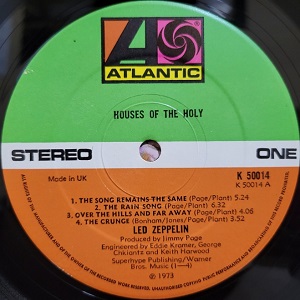 ATLANTIC
HOUSES OF THE HOLY
STEREO
ONE
Made in UK
K 50014
K 50014 A
1. THE SONG REMAINS THE SAME (Page/Plant) 5.24
2. THE RAIN SONG (Page/Plant) 6.32
3. OVER THE HILLS AND FAR AWAY (Page/Plant) 4.06
4. THE CRUNGE (Bonham/Jones/Page/Plant) 3.10
LED ZEPPELIN
Produced by Jimmy Page
Engineered by Eddie Kramer, George
Chkiantz and Keith Harwood
Superhype Publishing/Warner
Bros. Music (1—4)
℗ 1973